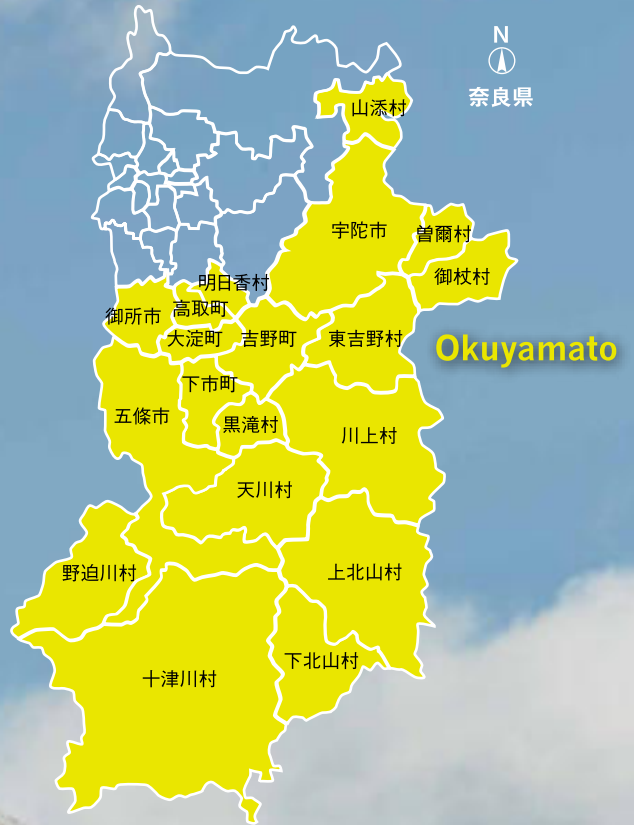 N
奈良県
山添村
宇陀市
曽爾村
御杖村
明日香村
高取町
御所市
大淀町
吉野町
東吉野村
Okuyamato
下市町
五條市
黒滝村
川上村
天川村
野迫川村
上北山村
下北山村
十津川村